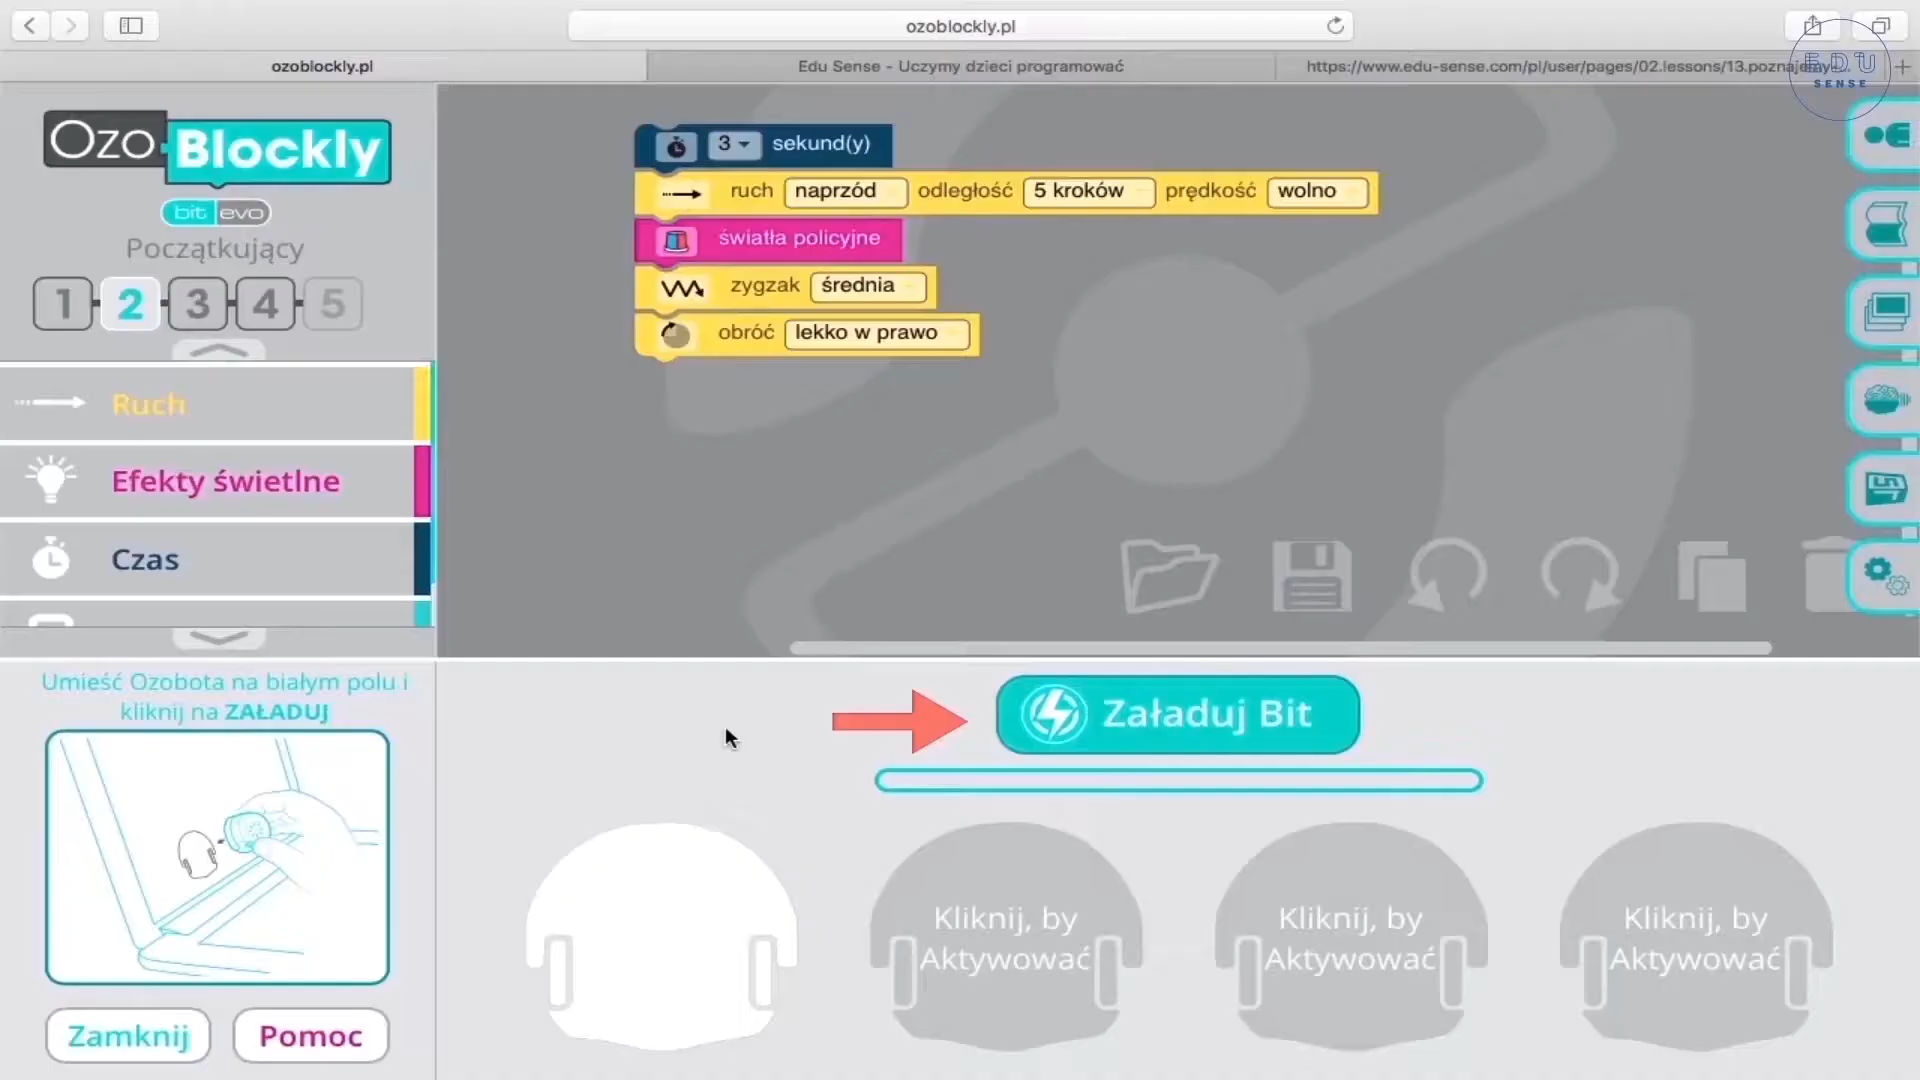 ozoblockly.pl
ozoblockly.pl
Edu Sense - Uczymy dzieci programować
https://www.edu-sense.com/pl/user/pages/02.lessons/13.poznajemy-
EDU
SENSE
Ozo
Blockly
bit evo
Początkujący
1 2 3 4 5
Ruch
Efekty świetlne
Czas
3 sekund(y)
ruch naprzód odległość 5 kroków prędkość wolno
światła policyjne
zygzak średnia
obróć lekko w prawo
Umieść Ozobota na białym polu i
kliknij na ZAŁADUJ
Zamknij
Pomoc
Załaduj Bit
Kliknij, by
Aktywować
Kliknij, by
Aktywować
Kliknij, by
Aktywować